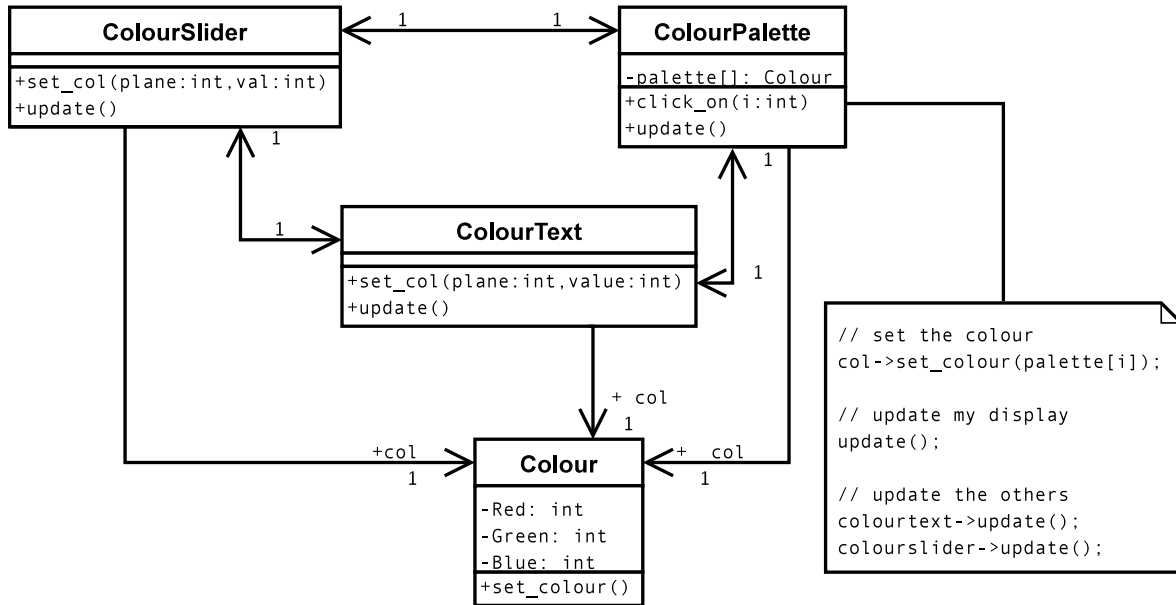 ColourSlider
+set_col(plane:int,val:int)
+update()
1
1
ColourPalette
-palette[]: Colour
+click_on(i:int)
+update()
1
1
1
1
ColourText
+set_col(plane:int,value:int)
+update()
+ col
1
+col
1
+ col
1
Colour
-Red: int
-Green: int
-Blue: int
+set_colour()
// set the colour
col->set_colour(palette[i]);
// update my display
update();
// update the others
colourtext->update();
colourslider->update();